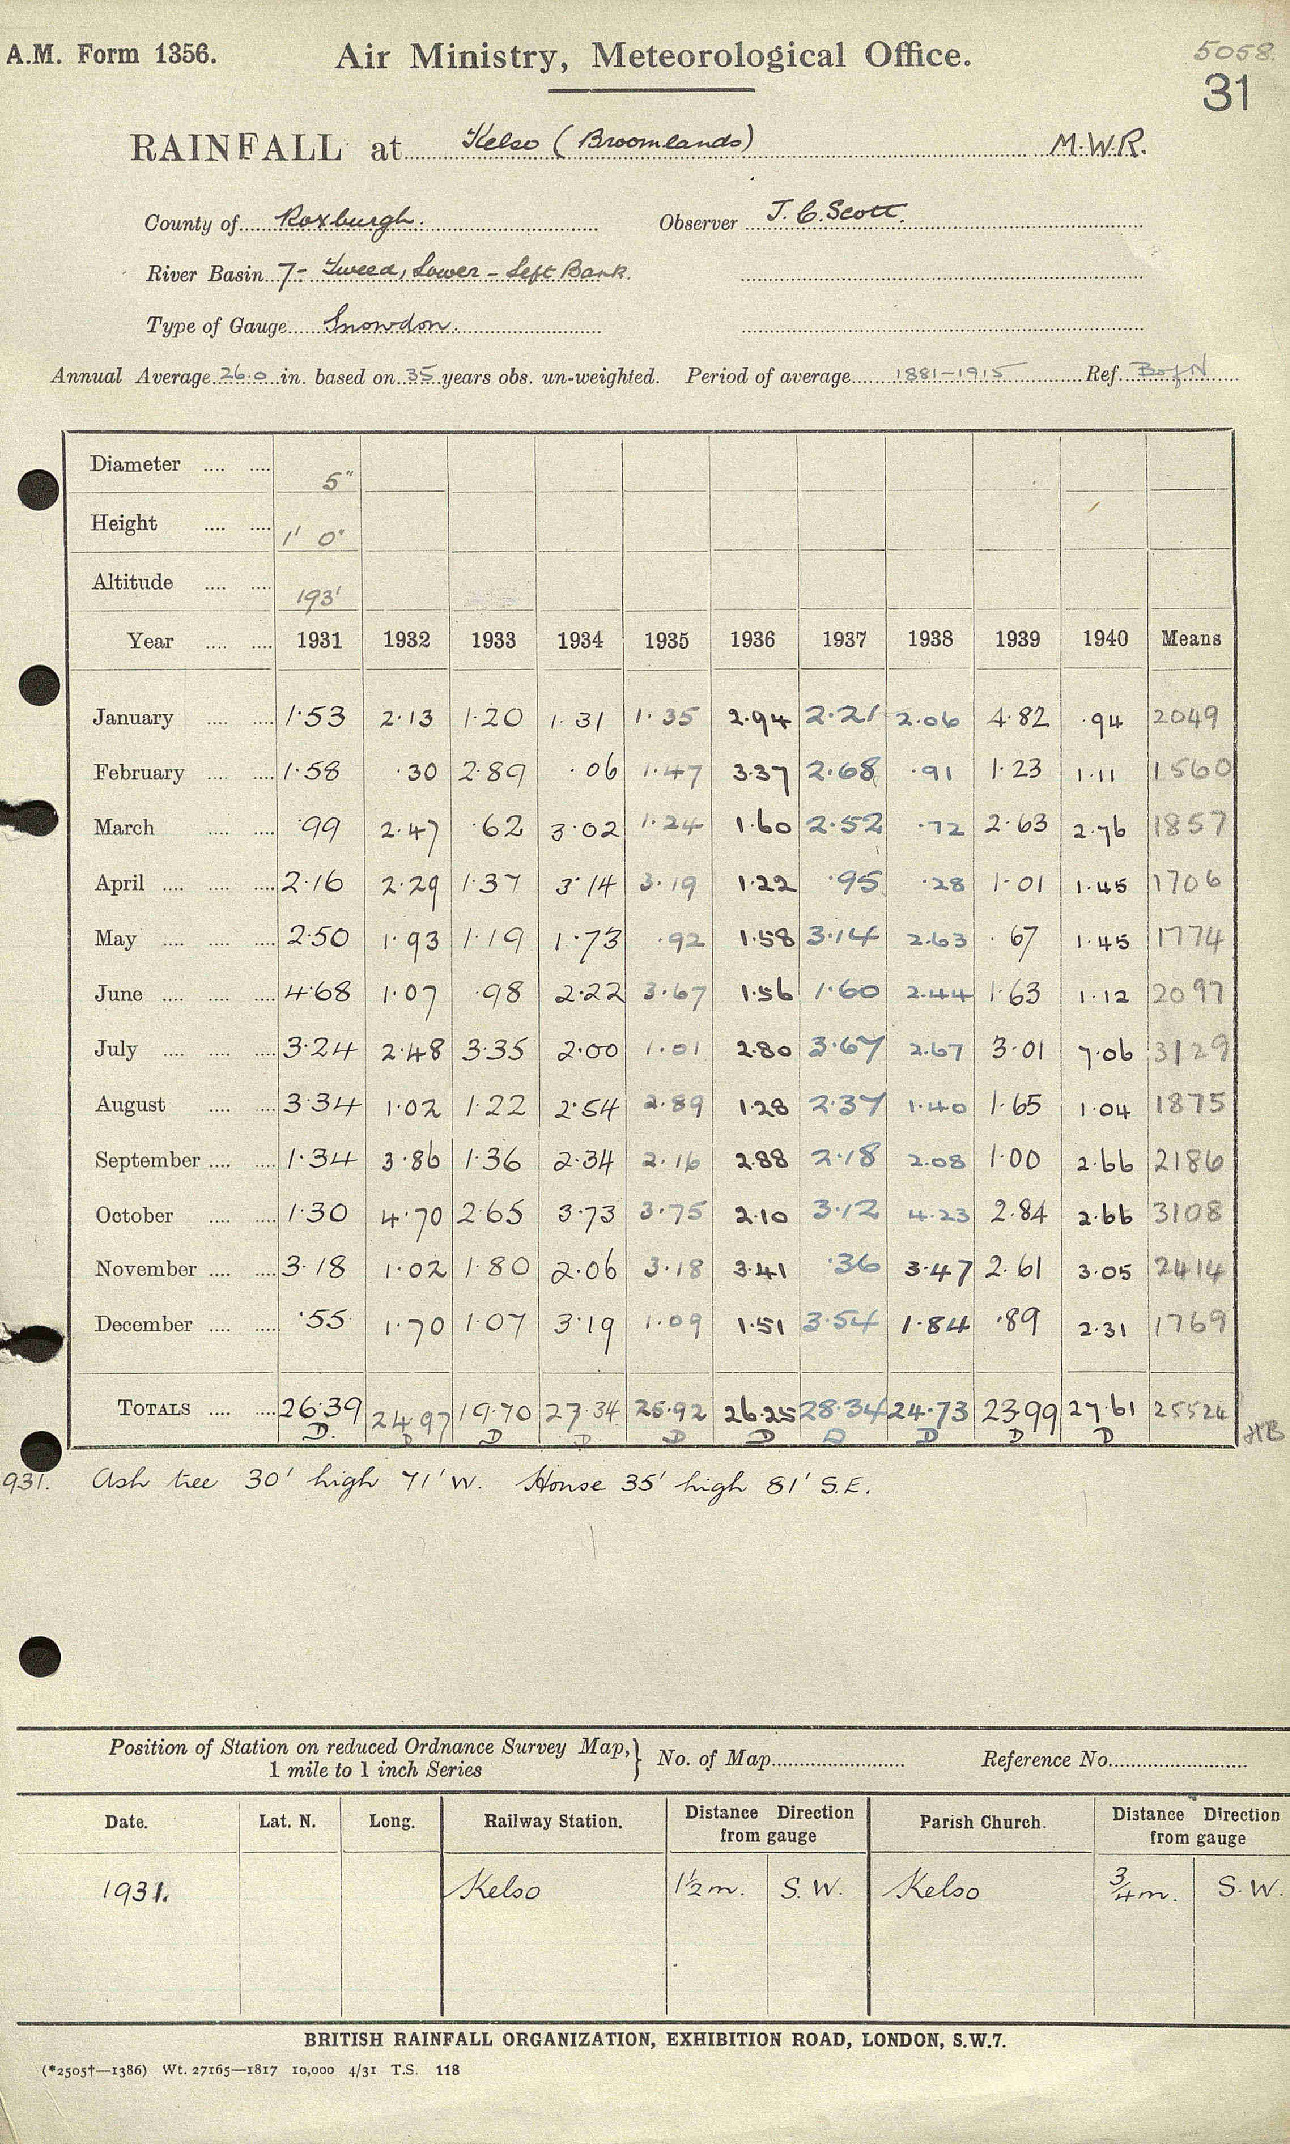 A.M. Form 1356. Air Ministry, Meteorological Office. 5058
31
RAINFALL at Kelso (Broomlands) M.W.R.
County of Roxburgh. Observer J. C. Scott.
River Basin 7- Tweed, Lower - Left Bank.
Type of Gauge Snowdon.
Annual Average 26.0 in. based on 35 years obs. un-weighted. Period of average 1881-1915 Ref. B of N
Diameter .... .... 5"
Height .... .... 1' 0"
Altitude .... .... 193'
Year .... .... 1931 1932 1933 1934 1935 1936 1937 1938 1939 1940 Means
January .... .... 1.53 2.13 1.20 1.31 1.35 2.94 2.21 2.06 4.82 .94 2049
February .... .... 1.58 .30 2.89 .06 1.47 3.37 2.68 .91 1.23 1.11 1560
March .... .... .99 2.47 .62 3.02 1.24 1.60 2.52 .72 2.63 2.76 1857
April .... .... .... 2.16 2.29 1.37 3.14 3.19 1.22 .95 .28 1.01 1.45 1706
May .... .... .... 2.50 1.93 1.19 1.73 .92 1.58 3.14 2.63 .67 1.45 1774
June .... .... .... 4.68 1.07 .98 2.22 3.67 1.56 1.60 2.44 1.63 1.12 2097
July .... .... .... 3.24 2.48 3.35 2.00 1.01 2.80 3.67 2.67 3.01 7.06 3129
August .... .... 3.34 1.02 1.22 2.54 2.89 1.28 2.37 1.40 1.65 1.04 1875
September .... .... 1.34 3.86 1.36 2.34 2.16 2.88 2.18 2.08 1.00 2.66 2186
October .... .... 1.30 4.70 2.65 3.73 3.75 2.10 3.12 4.23 2.84 2.66 3108
November .... .... 3.18 1.02 1.80 2.06 3.18 3.41 .36 3.47 2.61 3.05 2414
December .... .... .55 1.70 1.07 3.19 1.09 1.51 3.54 1.84 .89 2.31 1769
TOTALS .... .... 26.39 24.97 19.70 27.34 25.92 26.25 28.34 24.73 23.99 27.61 25524
D. D D D D D D D D D HB
931. Ash tree 30' high 71' W. House 35' high 81' S.E.
Position of Station on reduced Ordnance Survey Map, 1 mile to 1 inch Series } No. of Map Reference No.
Date. Lat. N. Long. Railway Station. Distance Direction from gauge Parish Church. Distance Direction from gauge
1931. Kelso 1½ m. S.W. Kelso ¾ m. S.W.
BRITISH RAINFALL ORGANIZATION, EXHIBITION ROAD, LONDON, S.W.7.
(*2505†—1386) Wt. 27165—1817 10,000 4/31 T.S. 118